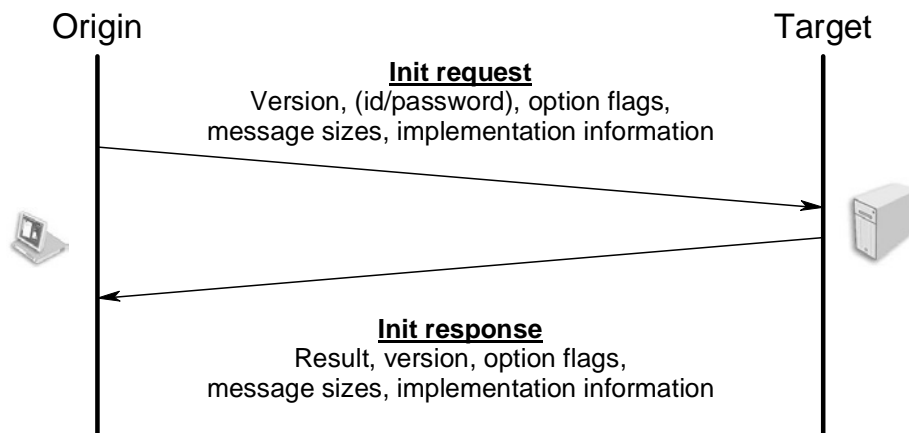 Origin
Target
Init request
Version, (id/password), option flags,
message sizes, implementation information
Init response
Result, version, option flags,
message sizes, implementation information